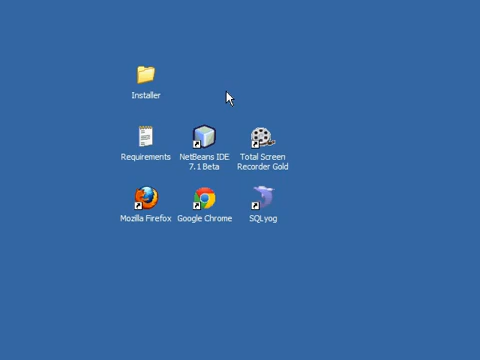 Installer
Requirements
NetBeans IDE
7.1 Beta
Total Screen
Recorder Gold
Mozilla Firefox
Google Chrome
SQLyog